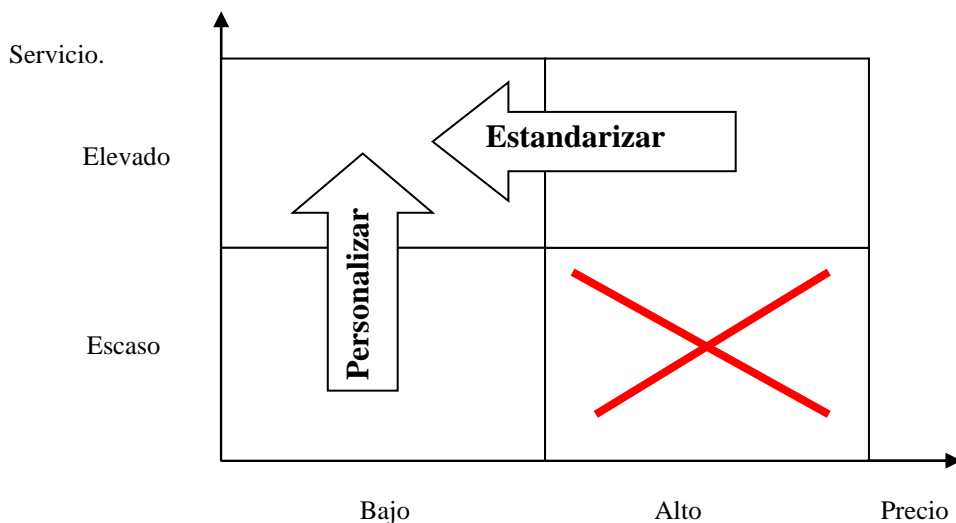 Servicio.
Estandarizar
Elevado
Personalizar
Escaso
Bajo
Alto
Precio